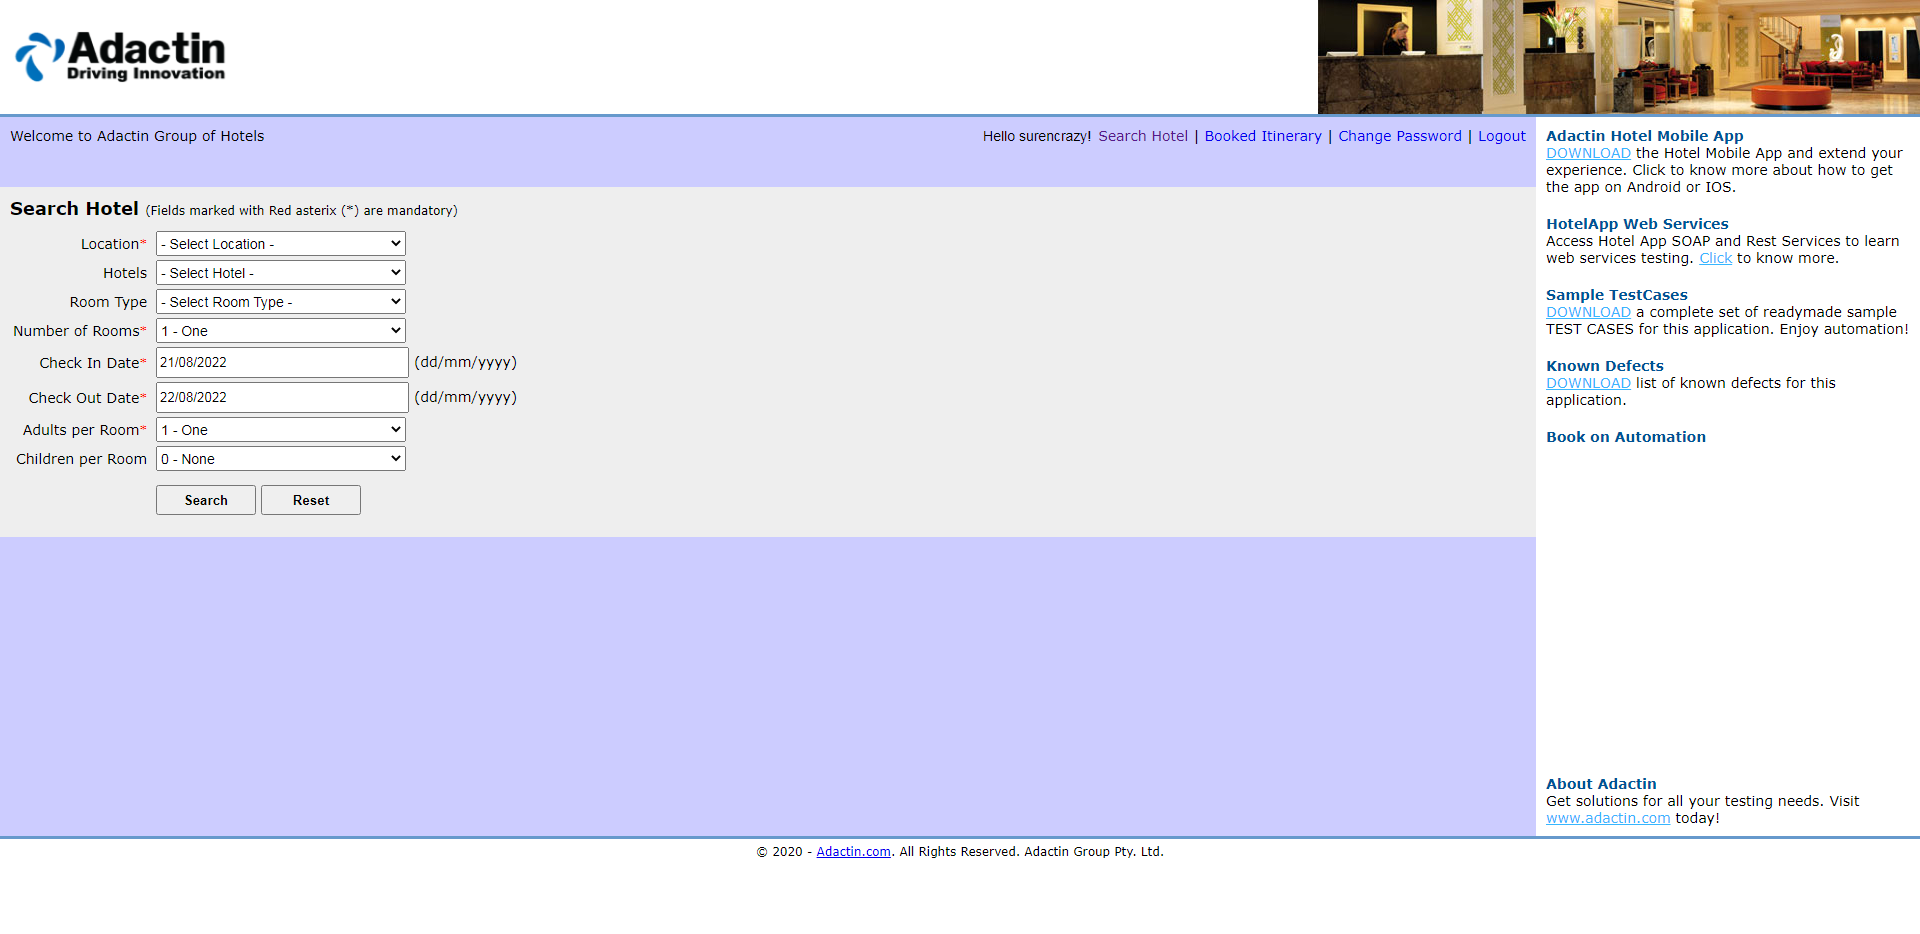 Adactin
Driving Innovation
Welcome to Adactin Group of Hotels
Hello surencrazy! Search Hotel | Booked Itinerary | Change Password | Logout
Search Hotel (Fields marked with Red asterix (*) are mandatory)
Location* - Select Location -
Hotels - Select Hotel -
Room Type - Select Room Type -
Number of Rooms* 1 - One
Check In Date* 21/08/2022 (dd/mm/yyyy)
Check Out Date* 22/08/2022 (dd/mm/yyyy)
Adults per Room* 1 - One
Children per Room 0 - None
Search Reset
Adactin Hotel Mobile App
DOWNLOAD the Hotel Mobile App and extend your
experience. Click to know more about how to get
the app on Android or IOS.
HotelApp Web Services
Access Hotel App SOAP and Rest Services to learn
web services testing. Click to know more.
Sample TestCases
DOWNLOAD a complete set of readymade sample
TEST CASES for this application. Enjoy automation!
Known Defects
DOWNLOAD list of known defects for this
application.
Book on Automation
About Adactin
Get solutions for all your testing needs. Visit
www.adactin.com today!
© 2020 - Adactin.com. All Rights Reserved. Adactin Group Pty. Ltd.